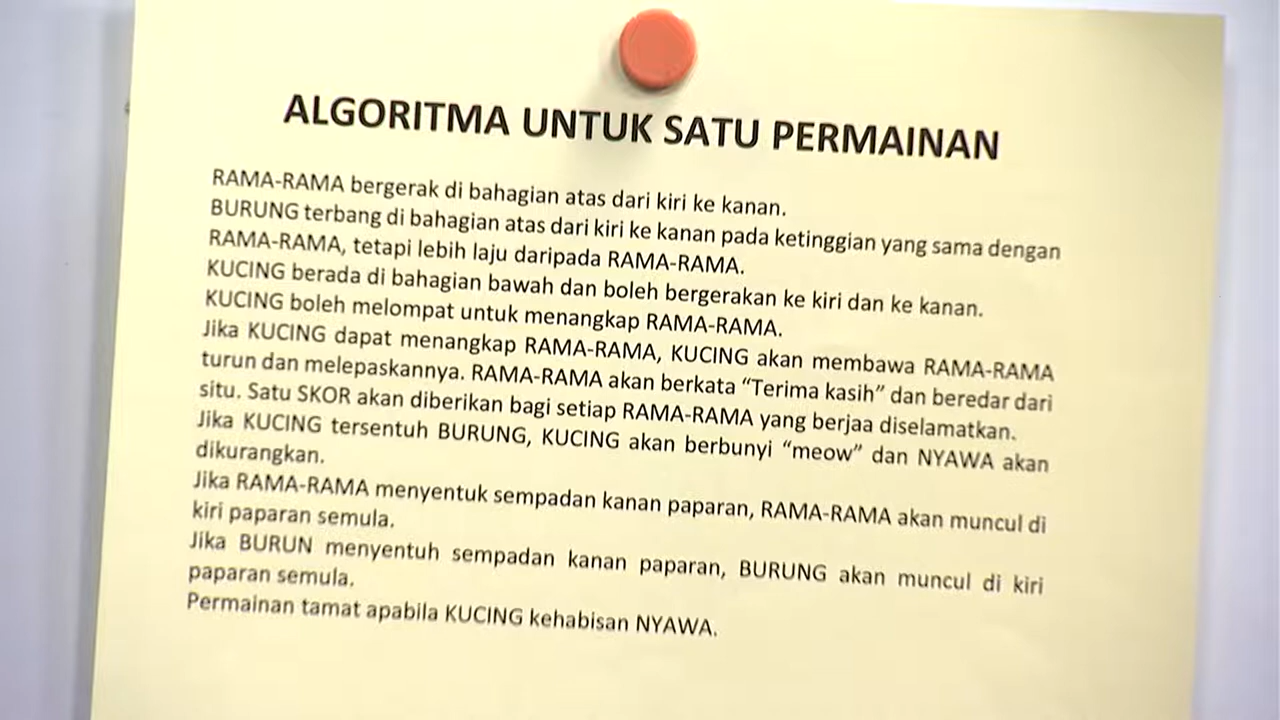 ALGORITMA UNTUK SATU PERMAINAN
RAMA-RAMA bergerak di bahagian atas dari kiri ke kanan.
BURUNG terbang di bahagian atas dari kiri ke kanan pada ketinggian yang sama dengan
RAMA-RAMA, tetapi lebih laju daripada RAMA-RAMA.
KUCING berada di bahagian bawah dan boleh bergerakan ke kiri dan ke kanan.
KUCING boleh melompat untuk menangkap RAMA-RAMA.
Jika KUCING dapat menangkap RAMA-RAMA, KUCING akan membawa RAMA-RAMA
turun dan melepaskannya. RAMA-RAMA akan berkata “Terima kasih” dan beredar dari
situ. Satu SKOR akan diberikan bagi setiap RAMA-RAMA yang berjaa diselamatkan.
Jika KUCING tersentuh BURUNG, KUCING akan berbunyi “meow” dan NYAWA akan
dikurangkan.
Jika RAMA-RAMA menyentuk sempadan kanan paparan, RAMA-RAMA akan muncul di
kiri paparan semula.
Jika BURUN menyentuh sempadan kanan paparan, BURUNG akan muncul di kiri
paparan semula.
Permainan tamat apabila KUCING kehabisan NYAWA.